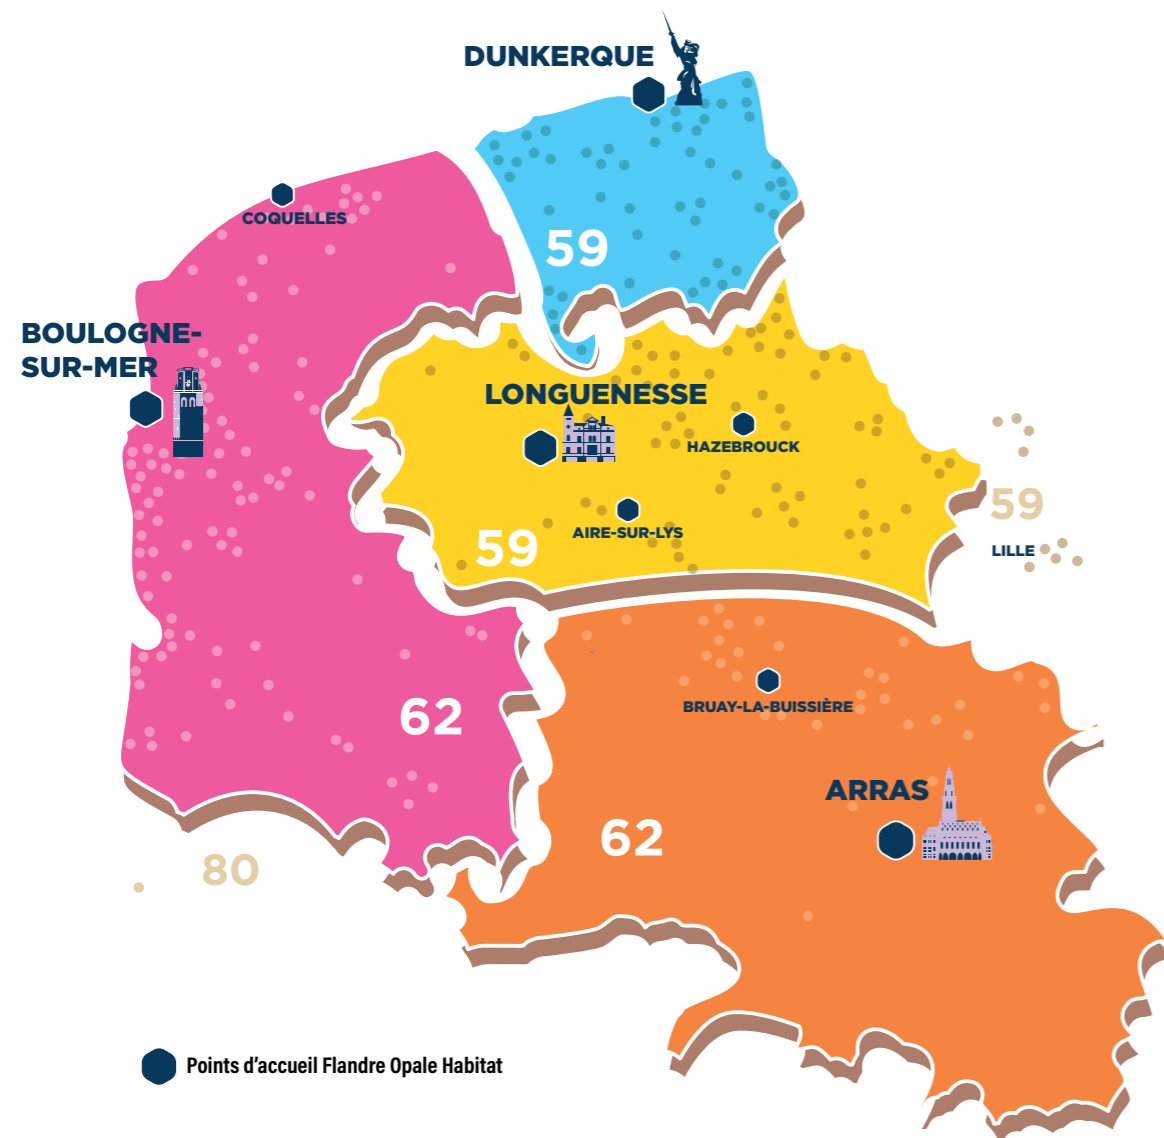 DUNKERQUE
COQUELLES
59
BOULOGNE-
SUR-MER
LONGUENESSE
HAZEBROUCK
59
AIRE-SUR-LYS
59
LILLE
62
BRUAY-LA-BUISSIÈRE
ARRAS
62
80
Points d’accueil Flandre Opale Habitat